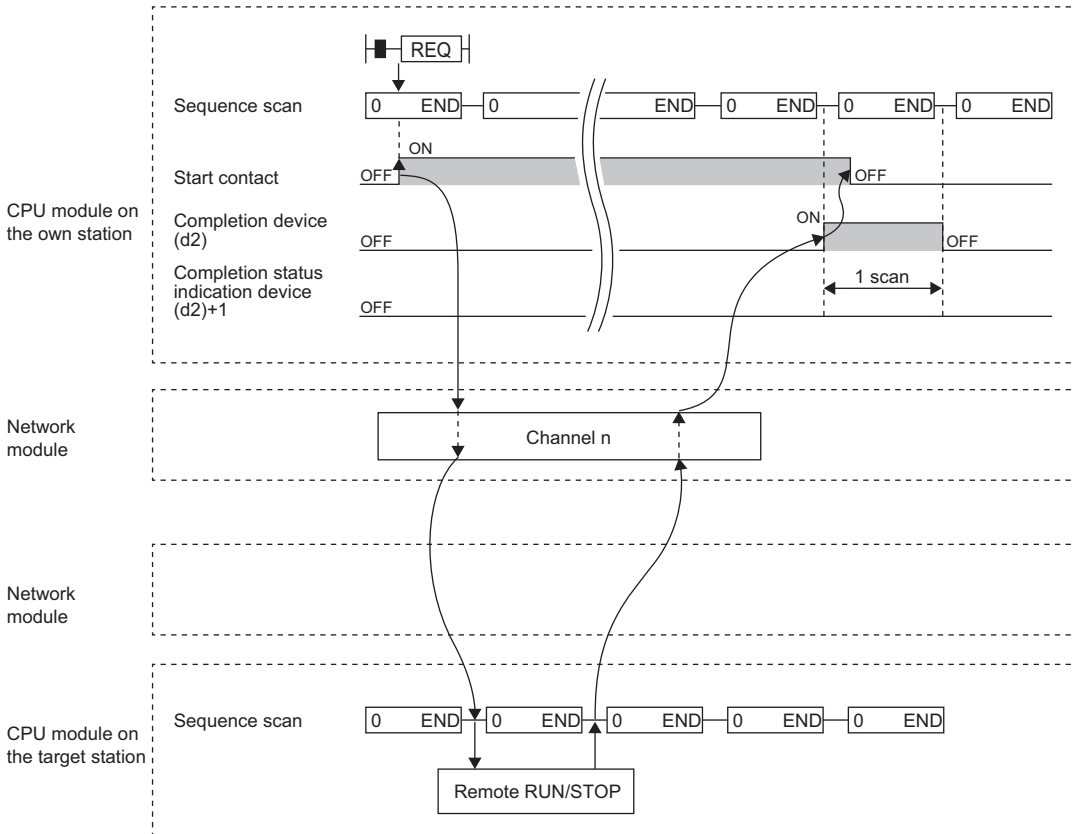 REQ
Sequence scan
0 END 0 END 0 END 0 END 0 END
ON
Start contact
OFF
OFF
CPU module on
the own station
Completion device
(d2)
ON
OFF
OFF
Completion status
indication device
(d2)+1
1 scan
OFF
Network
module
Channel n
Network
module
CPU module on
the target station
Sequence scan
0 END 0 END 0 END 0 END 0 END
Remote RUN/STOP